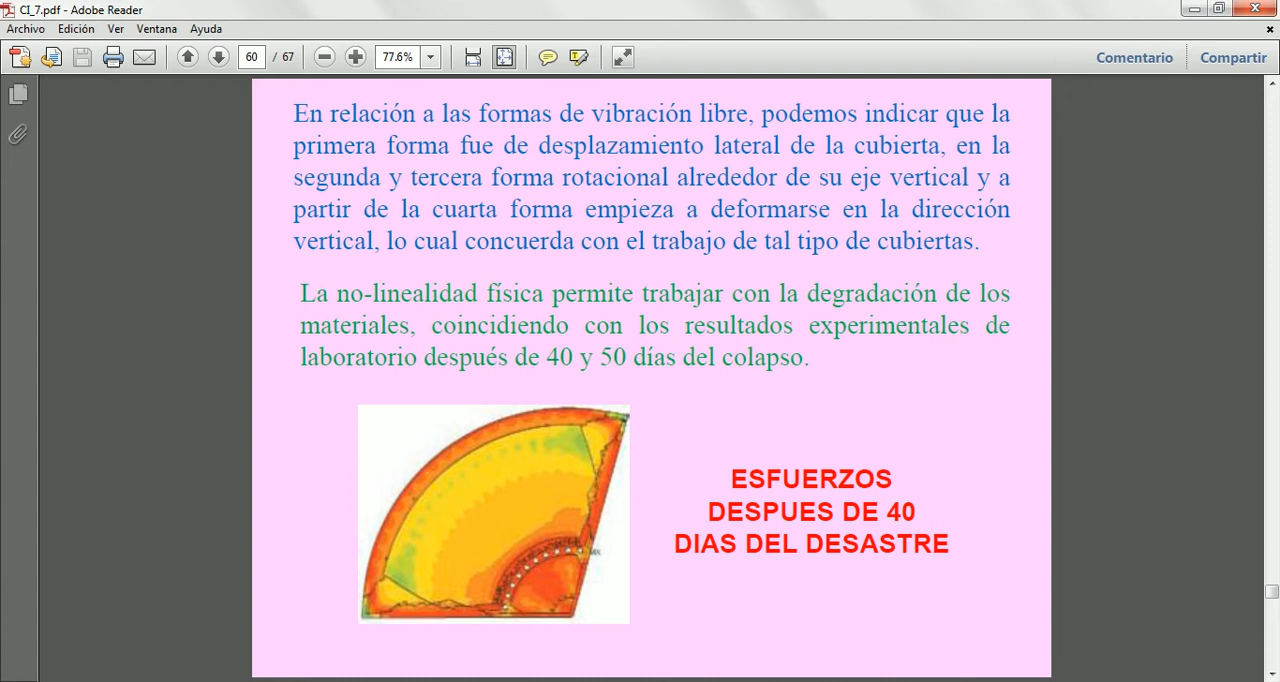 CI_7.pdf - Adobe Reader
Archivo Edición Ver Ventana Ayuda
60 / 67 77.6% Comentario Compartir
En relación a las formas de vibración libre, podemos indicar que la
primera forma fue de desplazamiento lateral de la cubierta, en la
segunda y tercera forma rotacional alrededor de su eje vertical y a
partir de la cuarta forma empieza a deformarse en la dirección
vertical, lo cual concuerda con el trabajo de tal tipo de cubiertas.
La no-linealidad física permite trabajar con la degradación de los
materiales, coincidiendo con los resultados experimentales de
laboratorio después de 40 y 50 días del colapso.
ESFUERZOS
DESPUES DE 40
DIAS DEL DESASTRE